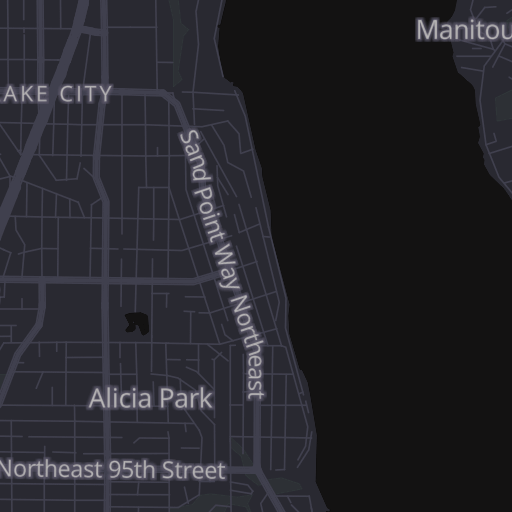 Manitou
LAKE CITY
Sand Point Way Northeast
Alicia Park
Northeast 95th Street